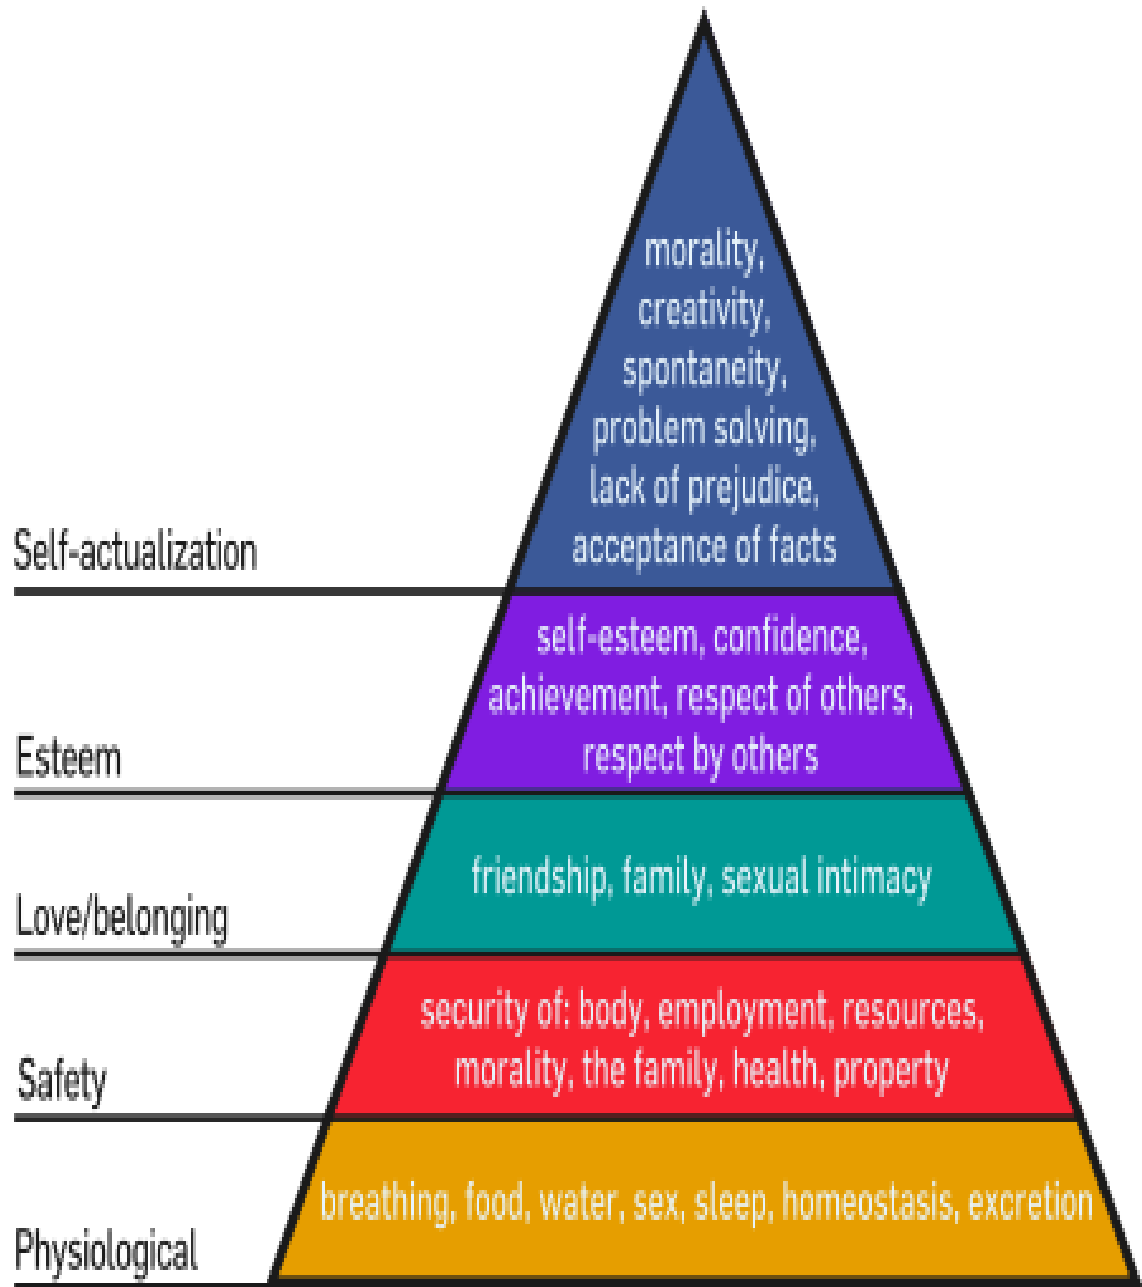 morality,
creativity,
spontaneity,
problem solving,
lack of prejudice,
acceptance of facts
Self-actualization
self-esteem, confidence,
achievement, respect of others,
respect by others
Esteem
friendship, family, sexual intimacy
Love/belonging
security of: body, employment, resources,
morality, the family, health, property
Safety
breathing, food, water, sex, sleep, homeostasis, excretion
Physiological